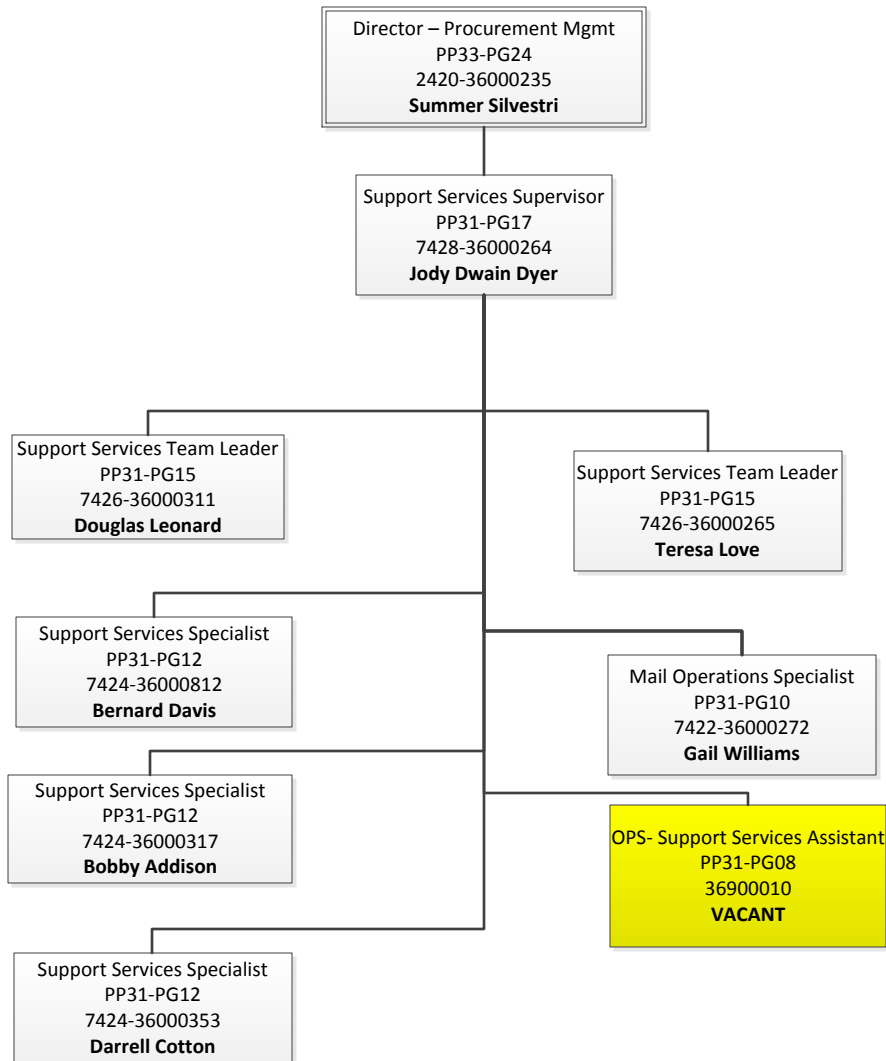 Director – Procurement Mgmt
PP33-PG24
2420-36000235
Summer Silvestri
Support Services Supervisor
PP31-PG17
7428-36000264
Jody Dwain Dyer
Support Services Team Leader
PP31-PG15
7426-36000311
Douglas Leonard
Support Services Team Leader
PP31-PG15
7426-36000265
Teresa Love
Support Services Specialist
PP31-PG12
7424-36000812
Bernard Davis
Mail Operations Specialist
PP31-PG10
7422-36000272
Gail Williams
Support Services Specialist
PP31-PG12
7424-36000317
Bobby Addison
OPS- Support Services Assistant
PP31-PG08
36900010
VACANT
Support Services Specialist
PP31-PG12
7424-36000353
Darrell Cotton